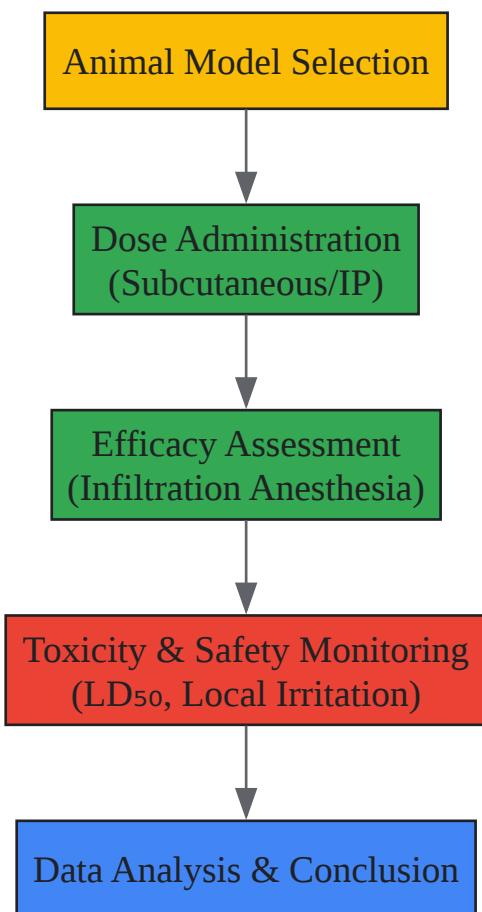 Animal Model Selection
Dose Administration
(Subcutaneous/IP)
Efficacy Assessment
(Infiltration Anesthesia)
Toxicity & Safety Monitoring
(LD₅₀, Local Irritation)
Data Analysis & Conclusion